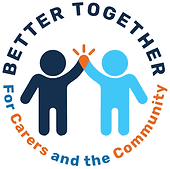 BETTER TOGETHER
For Carers and the Community